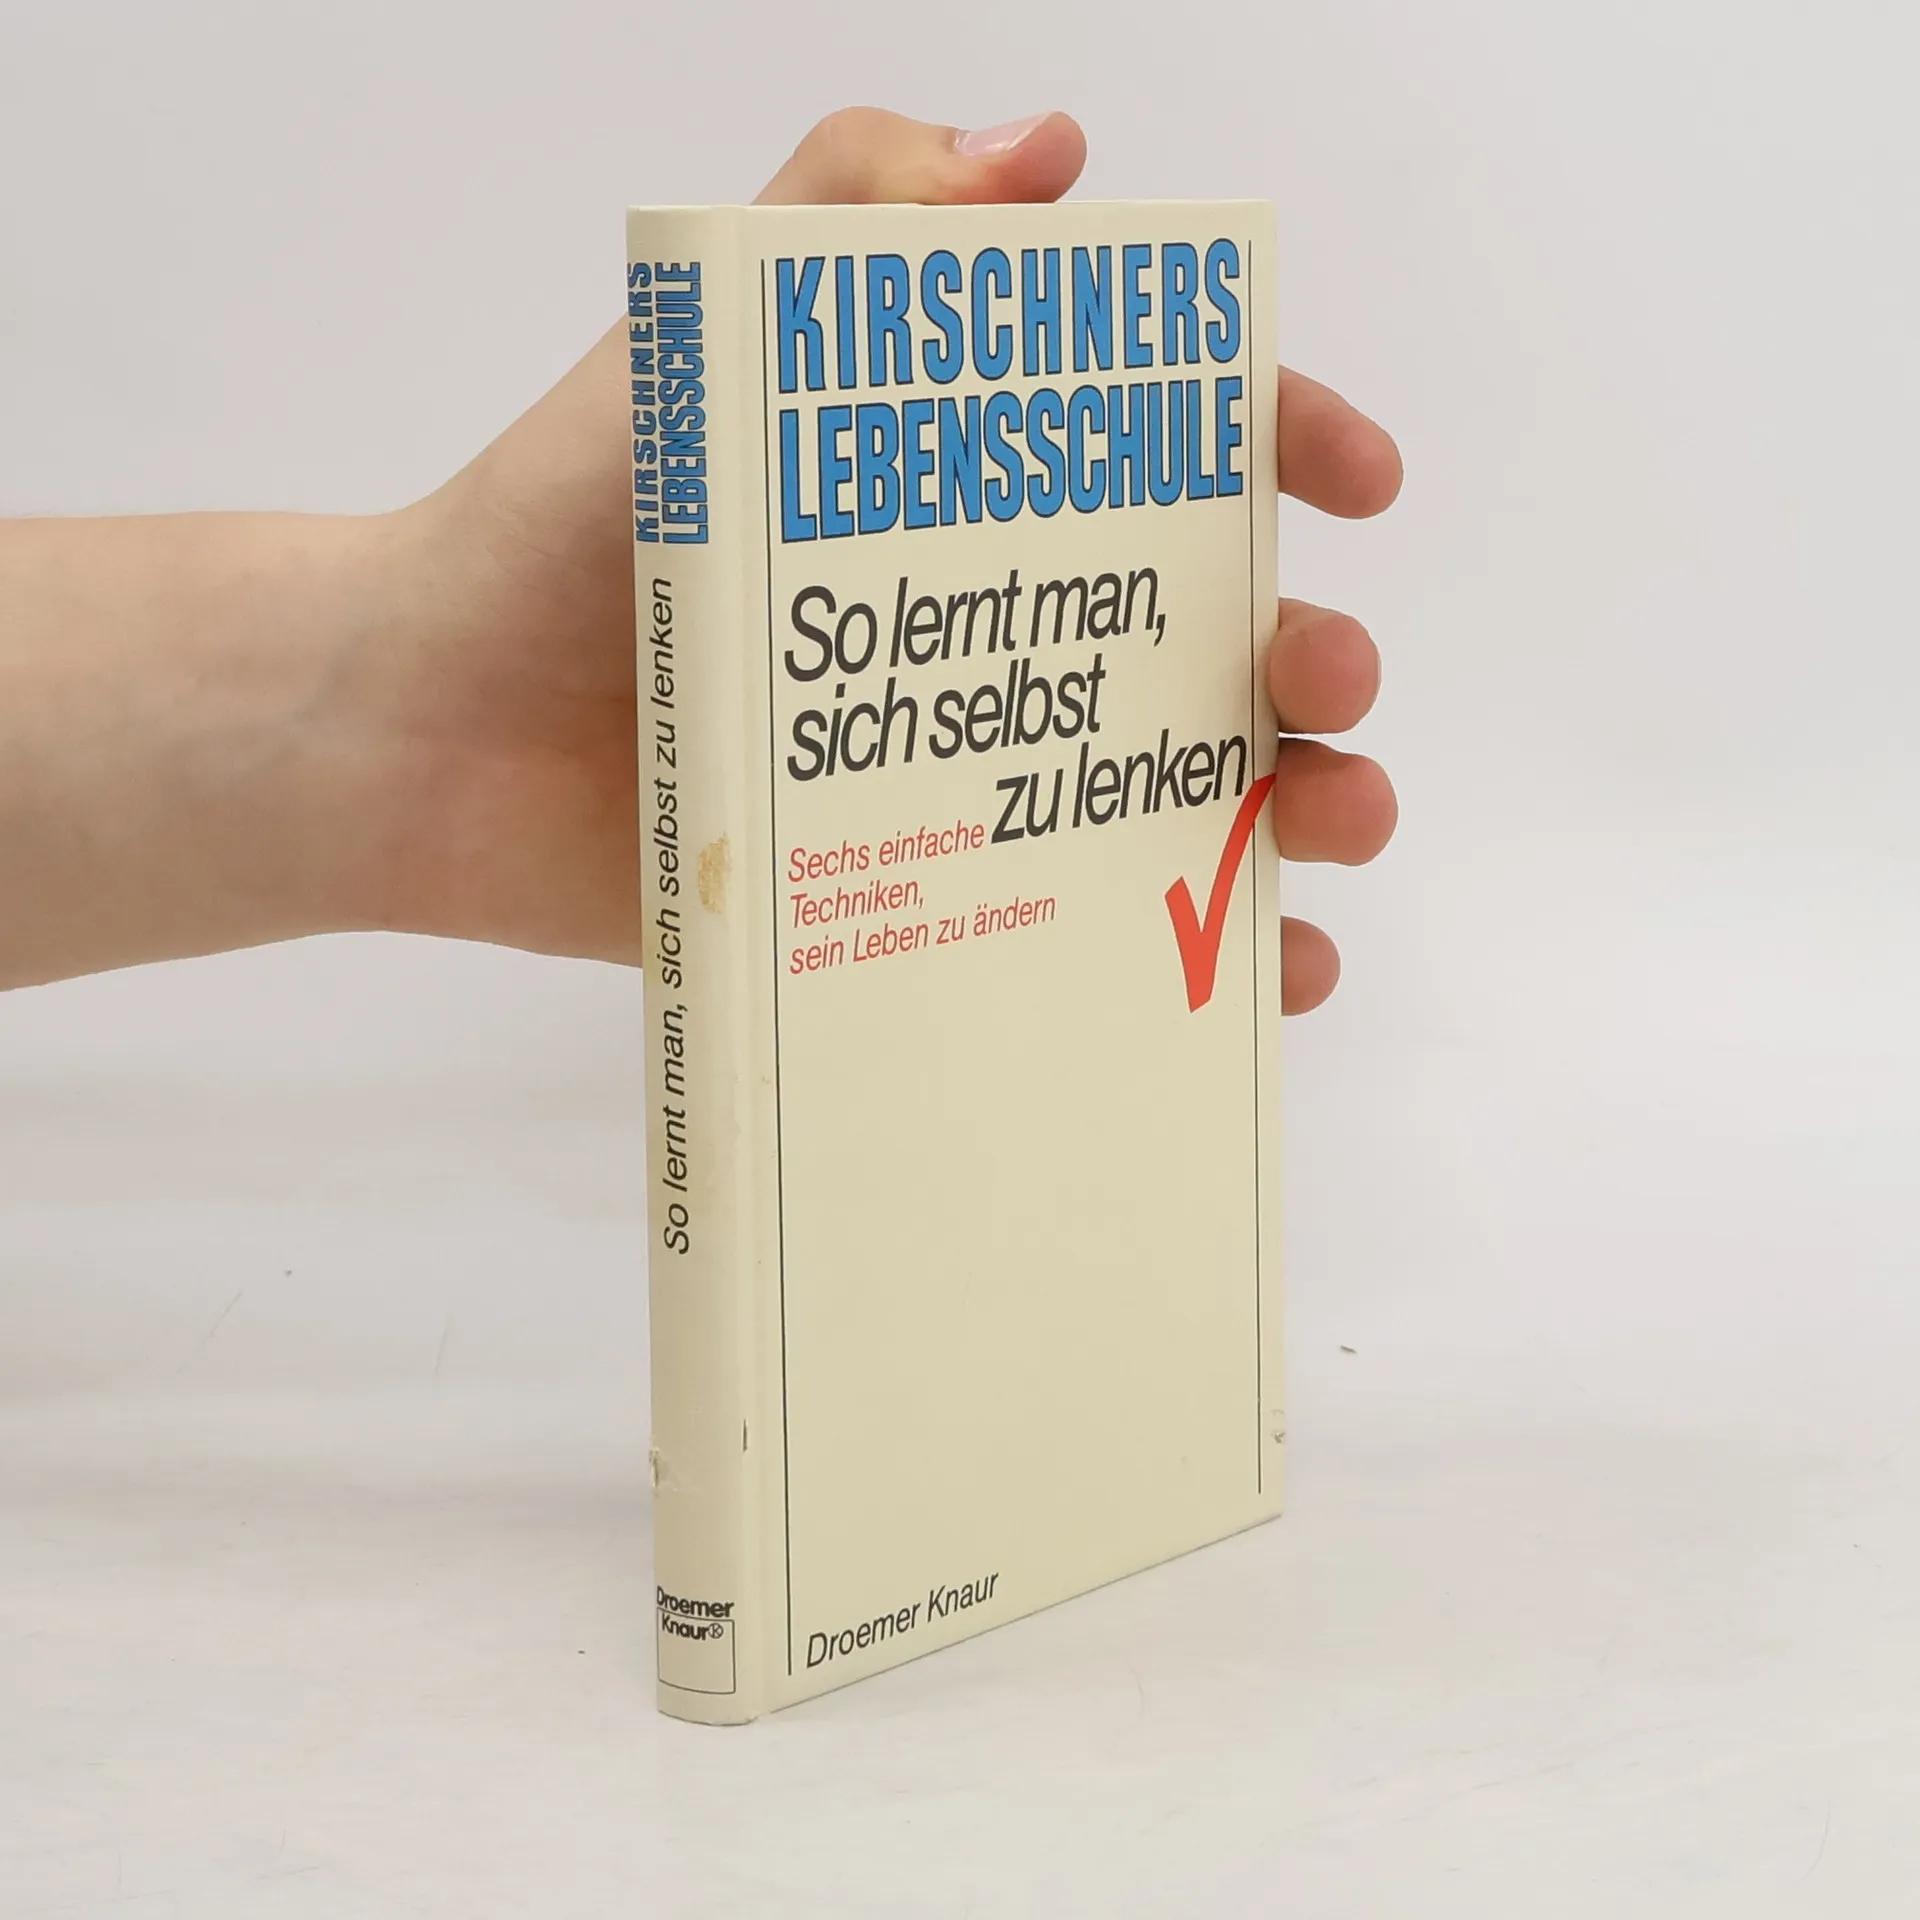 KIRSCHNERS
LEBENSSCHULE
So lernt man, sich selbst zu lenken
Droemer
Knaur®
KIRSCHNERS
LEBENSSCHULE
So lernt man,
sich selbst
zu lenken
Sechs einfache
Techniken,
sein Leben zu ändern
Droemer Knaur